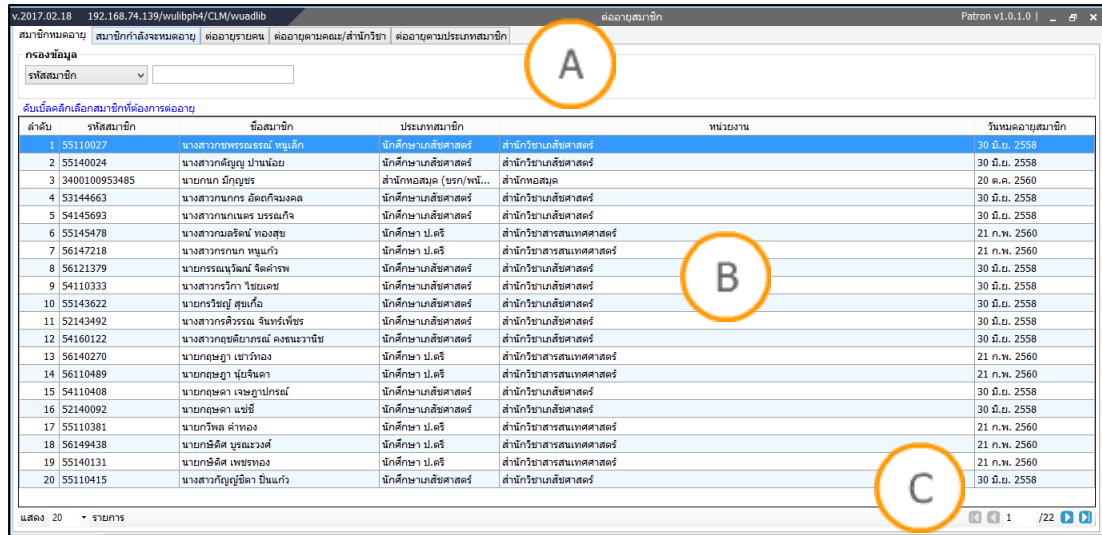 v.2017.02.18 192.168.74.139/wulibph4/CLM/wuadlib ต่ออายุสมาชิก Patron v1.0.1.0 |
สมาชิกหมดอายุ สมาชิกกำลังจะหมดอายุ ต่ออายุรายคน ต่ออายุตามคณะ/สำนักวิชา ต่ออายุตามประเภทสมาชิก
กรองข้อมูล
รหัสสมาชิก
A
ดับเบิ้ลคลิกเลือกสมาชิกที่ต้องการต่ออายุ
ลำดับ รหัสสมาชิก ชื่อสมาชิก ประเภทสมาชิก หน่วยงาน วันหมดอายุสมาชิก
1 55110027 นางสาวกชพรรณธรณ์ หนูเล็ก นักศึกษาเภสัชศาสตร์ สำนักวิชาเภสัชศาสตร์ 30 มิ.ย. 2558
2 55140024 นางสาวกตัญญู ปานน้อย นักศึกษาเภสัชศาสตร์ สำนักวิชาเภสัชศาสตร์ 30 มิ.ย. 2558
3 3400100953485 นายกนก มีกุญชร สำนักหอสมุด (ขรก/พนั... สำนักหอสมุด 20 ต.ค. 2560
4 53144663 นางสาวกนกกร อัตถกิจมงคล นักศึกษาเภสัชศาสตร์ สำนักวิชาเภสัชศาสตร์ 30 มิ.ย. 2558
5 54145693 นางสาวกนกเนตร บรรณกิจ นักศึกษาเภสัชศาสตร์ สำนักวิชาเภสัชศาสตร์ 30 มิ.ย. 2558
6 55145478 นางสาวกมลรัตน์ ทองสุข นักศึกษา ป.ตรี สำนักวิชาสารสนเทศศาสตร์ 21 ก.พ. 2560
7 56147218 นางสาวกรกนก หนูแก้ว นักศึกษา ป.ตรี สำนักวิชาสารสนเทศศาสตร์ 21 ก.พ. 2560
8 56121379 นายกรรณนุวัฒน์ จิตคำรพ นักศึกษาเภสัชศาสตร์ สำนักวิชาเภสัชศาสตร์ 30 มิ.ย. 2558
9 54110333 นางสาวกรวิกา ไชยเดช นักศึกษาเภสัชศาสตร์ สำนักวิชาเภสัชศาสตร์ 30 มิ.ย. 2558
B
10 55143622 นายกรวิชญ์ สุขเกื้อ นักศึกษาเภสัชศาสตร์ สำนักวิชาเภสัชศาสตร์ 30 มิ.ย. 2558
11 52143492 นางสาวกรศิวรรณ จันทร์เพ็ชร นักศึกษาเภสัชศาสตร์ สำนักวิชาเภสัชศาสตร์ 30 มิ.ย. 2558
12 54160122 นางสาวกฤชติยาภรณ์ คงธนะวานิช นักศึกษาเภสัชศาสตร์ สำนักวิชาเภสัชศาสตร์ 30 มิ.ย. 2558
13 56140270 นายกฤษฎา เชาว์ทอง นักศึกษา ป.ตรี สำนักวิชาสารสนเทศศาสตร์ 21 ก.พ. 2560
14 56110489 นายกฤษฎา นุ้ยจินดา นักศึกษา ป.ตรี สำนักวิชาสารสนเทศศาสตร์ 21 ก.พ. 2560
15 54110408 นายกฤษดา เจษฎาปกรณ์ นักศึกษาเภสัชศาสตร์ สำนักวิชาเภสัชศาสตร์ 30 มิ.ย. 2558
16 52140092 นายกฤษดา แซ่ซี นักศึกษาเภสัชศาสตร์ สำนักวิชาเภสัชศาสตร์ 30 มิ.ย. 2558
17 55110381 นายกวีพล คำทอง นักศึกษา ป.ตรี สำนักวิชาสารสนเทศศาสตร์ 21 ก.พ. 2560
18 56149438 นายกษิดิศ บูรณะวงศ์ นักศึกษา ป.ตรี สำนักวิชาสารสนเทศศาสตร์ 21 ก.พ. 2560
19 55140131 นายกษิดิศ เพชรทอง นักศึกษา ป.ตรี สำนักวิชาสารสนเทศศาสตร์ 21 ก.พ. 2560
20 55110415 นางสาวกัญญ์ชิตา ปิ่นแก้ว นักศึกษาเภสัชศาสตร์ สำนักวิชาเภสัชศาสตร์ 30 มิ.ย. 2558
C
แสดง 20 รายการ 1 /22